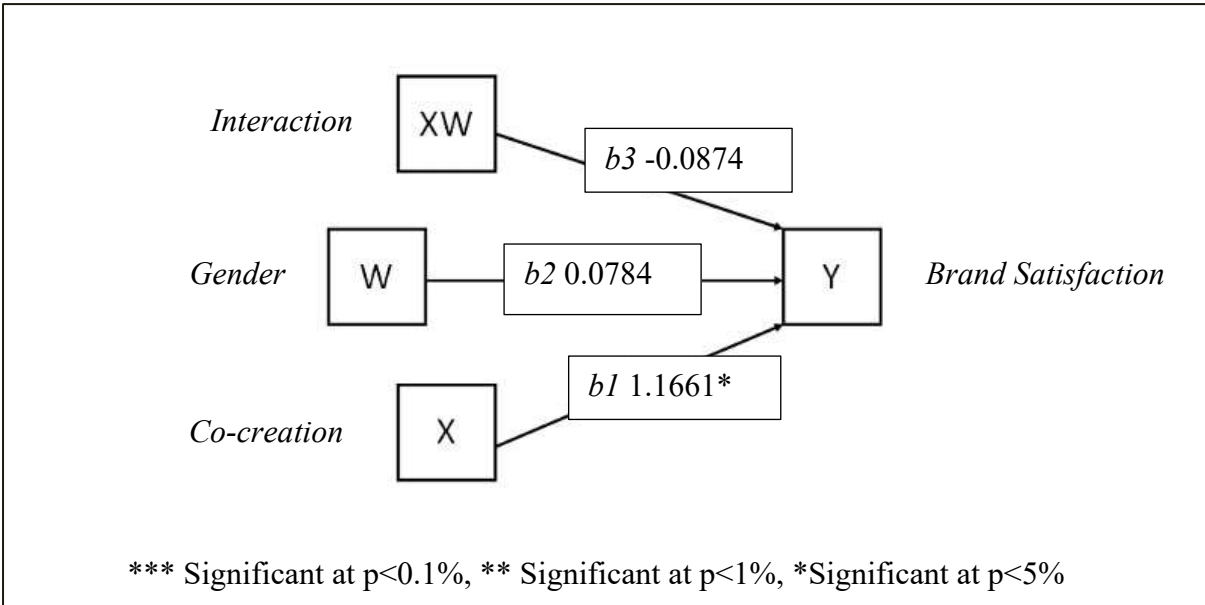 Interaction
XW
b3 -0.0874
Gender
W
b2 0.0784
Y
Brand Satisfaction
b1 1.1661*
Co-creation
X
*** Significant at p<0.1%, ** Significant at p<1%, *Significant at p<5%